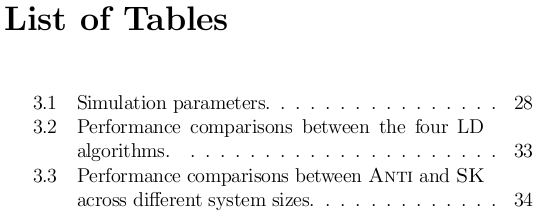 List of Tables
3.1 Simulation parameters. . . . . . . . . . . . . . . . . 28
3.2 Performance comparisons between the four LD
algorithms. . . . . . . . . . . . . . . . . . . . . . . 33
3.3 Performance comparisons between ANTI and SK
across different system sizes. . . . . . . . . . . . . . 34